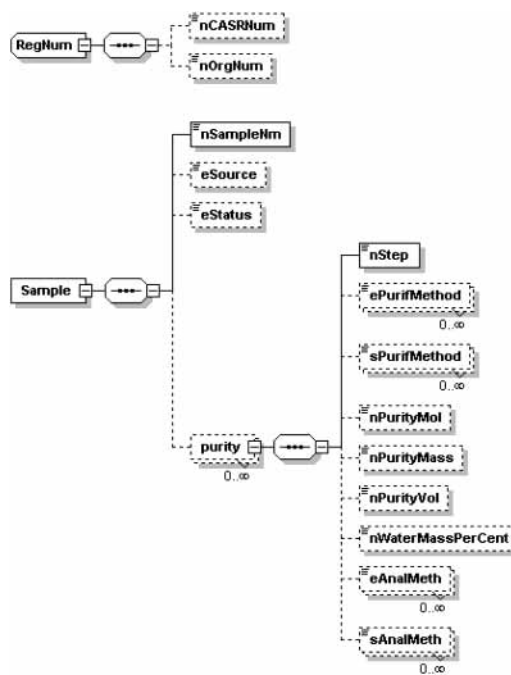 nCASRNum
RegNum
nOrgNum
nSampleNm
eSource
eStatus
nStep
Sample
ePurifMethod
0..∞
sPurifMethod
0..∞
nPurityMol
purity
0..∞
nPurityMass
nPurityVol
nWaterMassPerCent
eAnalMeth
0..∞
sAnalMeth
0..∞